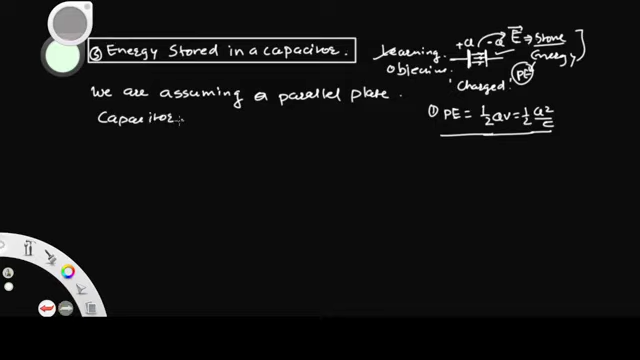 ⑤ Energy Stored in a capacitor.
Learning
Objective.
+Q -Q E⃗ ⇒ Store
Energy
PE
'Charged'
We are assuming a parallel plate
Capacitor
① PE = 1/2 QV = 1/2 Q²/C